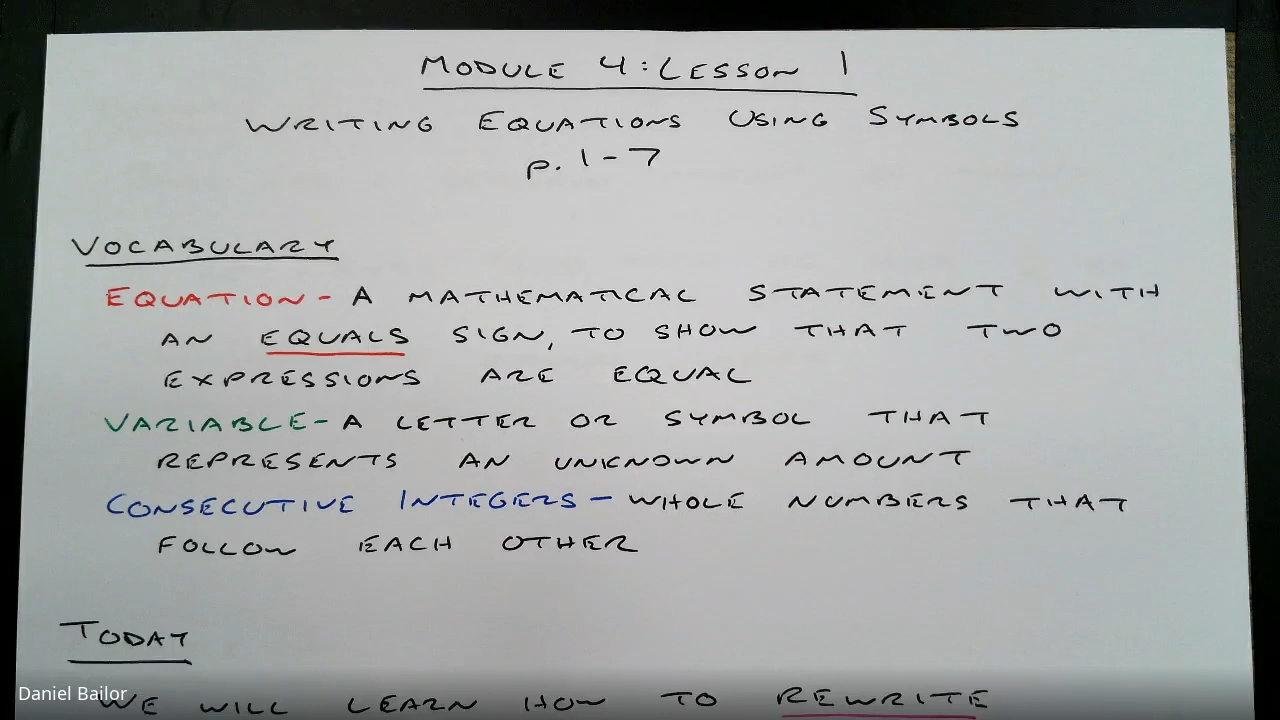 MODULE 4: LESSON 1
WRITING EQUATIONS USING SYMBOLS
p. 1-7
VOCABULARY
EQUATION - A MATHEMATICAL STATEMENT WITH
AN EQUALS SIGN, TO SHOW THAT TWO
EXPRESSIONS ARE EQUAL
VARIABLE - A LETTER OR SYMBOL THAT
REPRESENTS AN UNKNOWN AMOUNT
CONSECUTIVE INTEGERS - WHOLE NUMBERS THAT
FOLLOW EACH OTHER
TODAY
WE WILL LEARN HOW TO REWRITE
Daniel Bailor